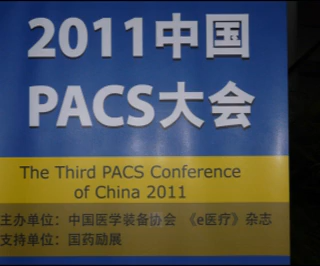 2011中国
PACS大会
The Third PACS Conference
of China 2011
主办单位：中国医学装备协会 《e医疗》杂志
支持单位：国药励展